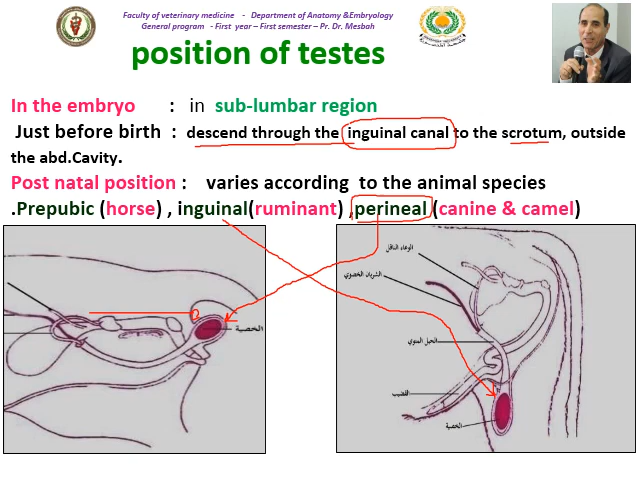 Faculty of veterinary medicine - Department of Anatomy &Embryology
General program - First year – First semester – Pr. Dr. Mesbah
position of testes
In the embryo : in sub-lumbar region
Just before birth : descend through the inguinal canal to the scrotum, outside
the abd.Cavity.
Post natal position : varies according to the animal species
.Prepubic (horse) , inguinal(ruminant) ,perineal (canine & camel)
الخصية
الوعاء الناقل
الشريان الخصوي
الحبل المنوي
القضيب
الخصية